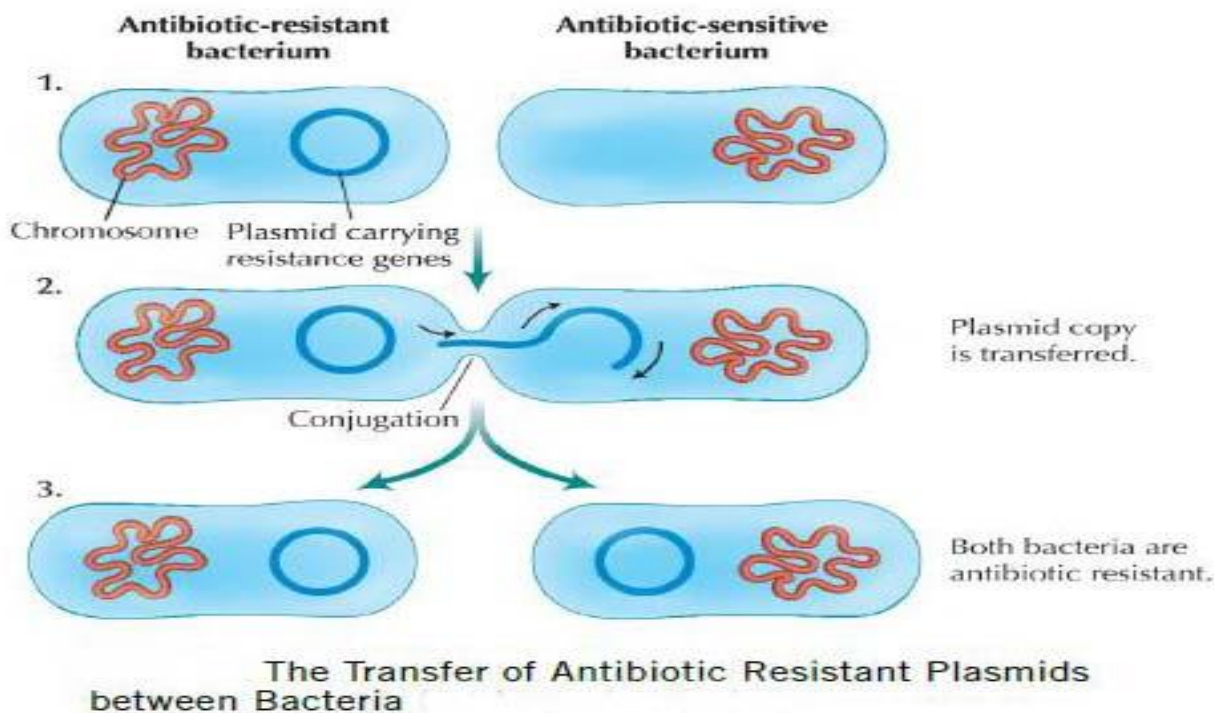 Antibiotic-resistant
bacterium
Antibiotic-sensitive
bacterium
1.
Chromosome
Plasmid carrying
resistance genes
2.
Plasmid copy
is transferred.
Conjugation
3.
Both bacteria are
antibiotic resistant.
The Transfer of Antibiotic Resistant Plasmids
between Bacteria